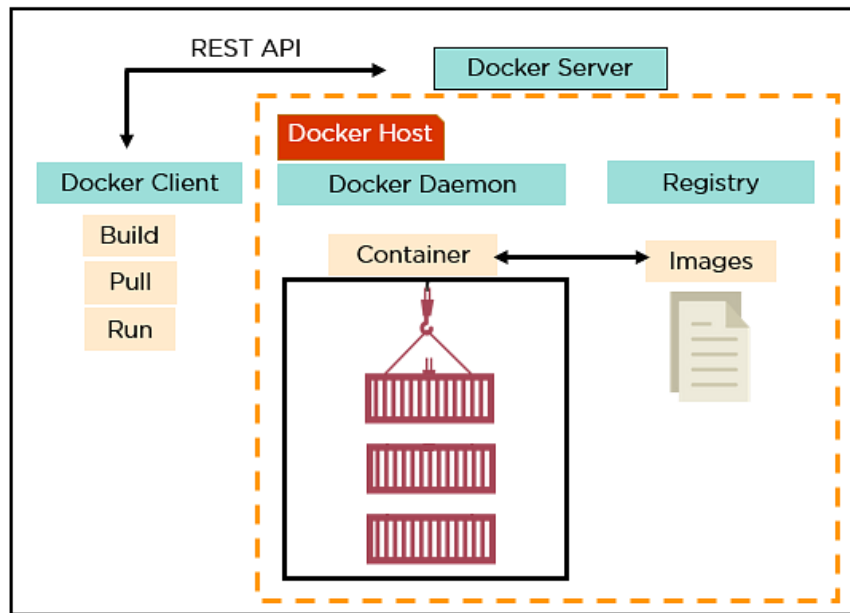 REST API
Docker Server
Docker Host
Docker Client
Docker Daemon
Registry
Build
Pull
Run
Container
Images